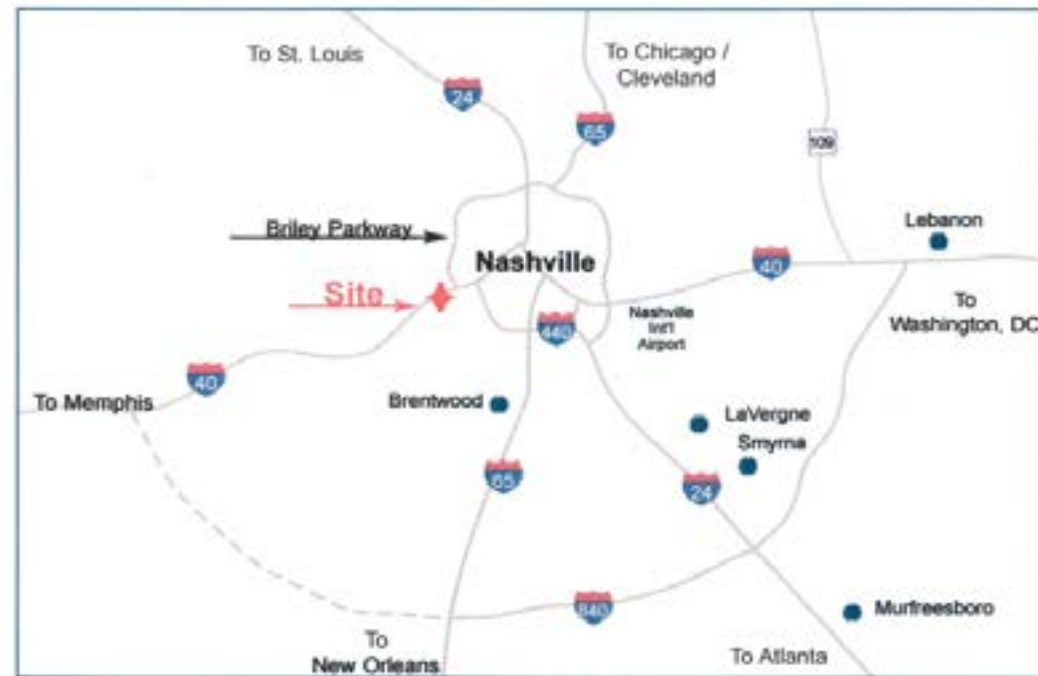 To St. Louis
To Chicago /
Cleveland
24
65
109
Lebanon
Briley Parkway
Nashville
40
Site
To
Washington, DC
Nashville
Int'l
Airport
440
40
To Memphis
Brentwood
LaVergne
Smyrna
65
24
840
Murfreesboro
To
New Orleans
To Atlanta